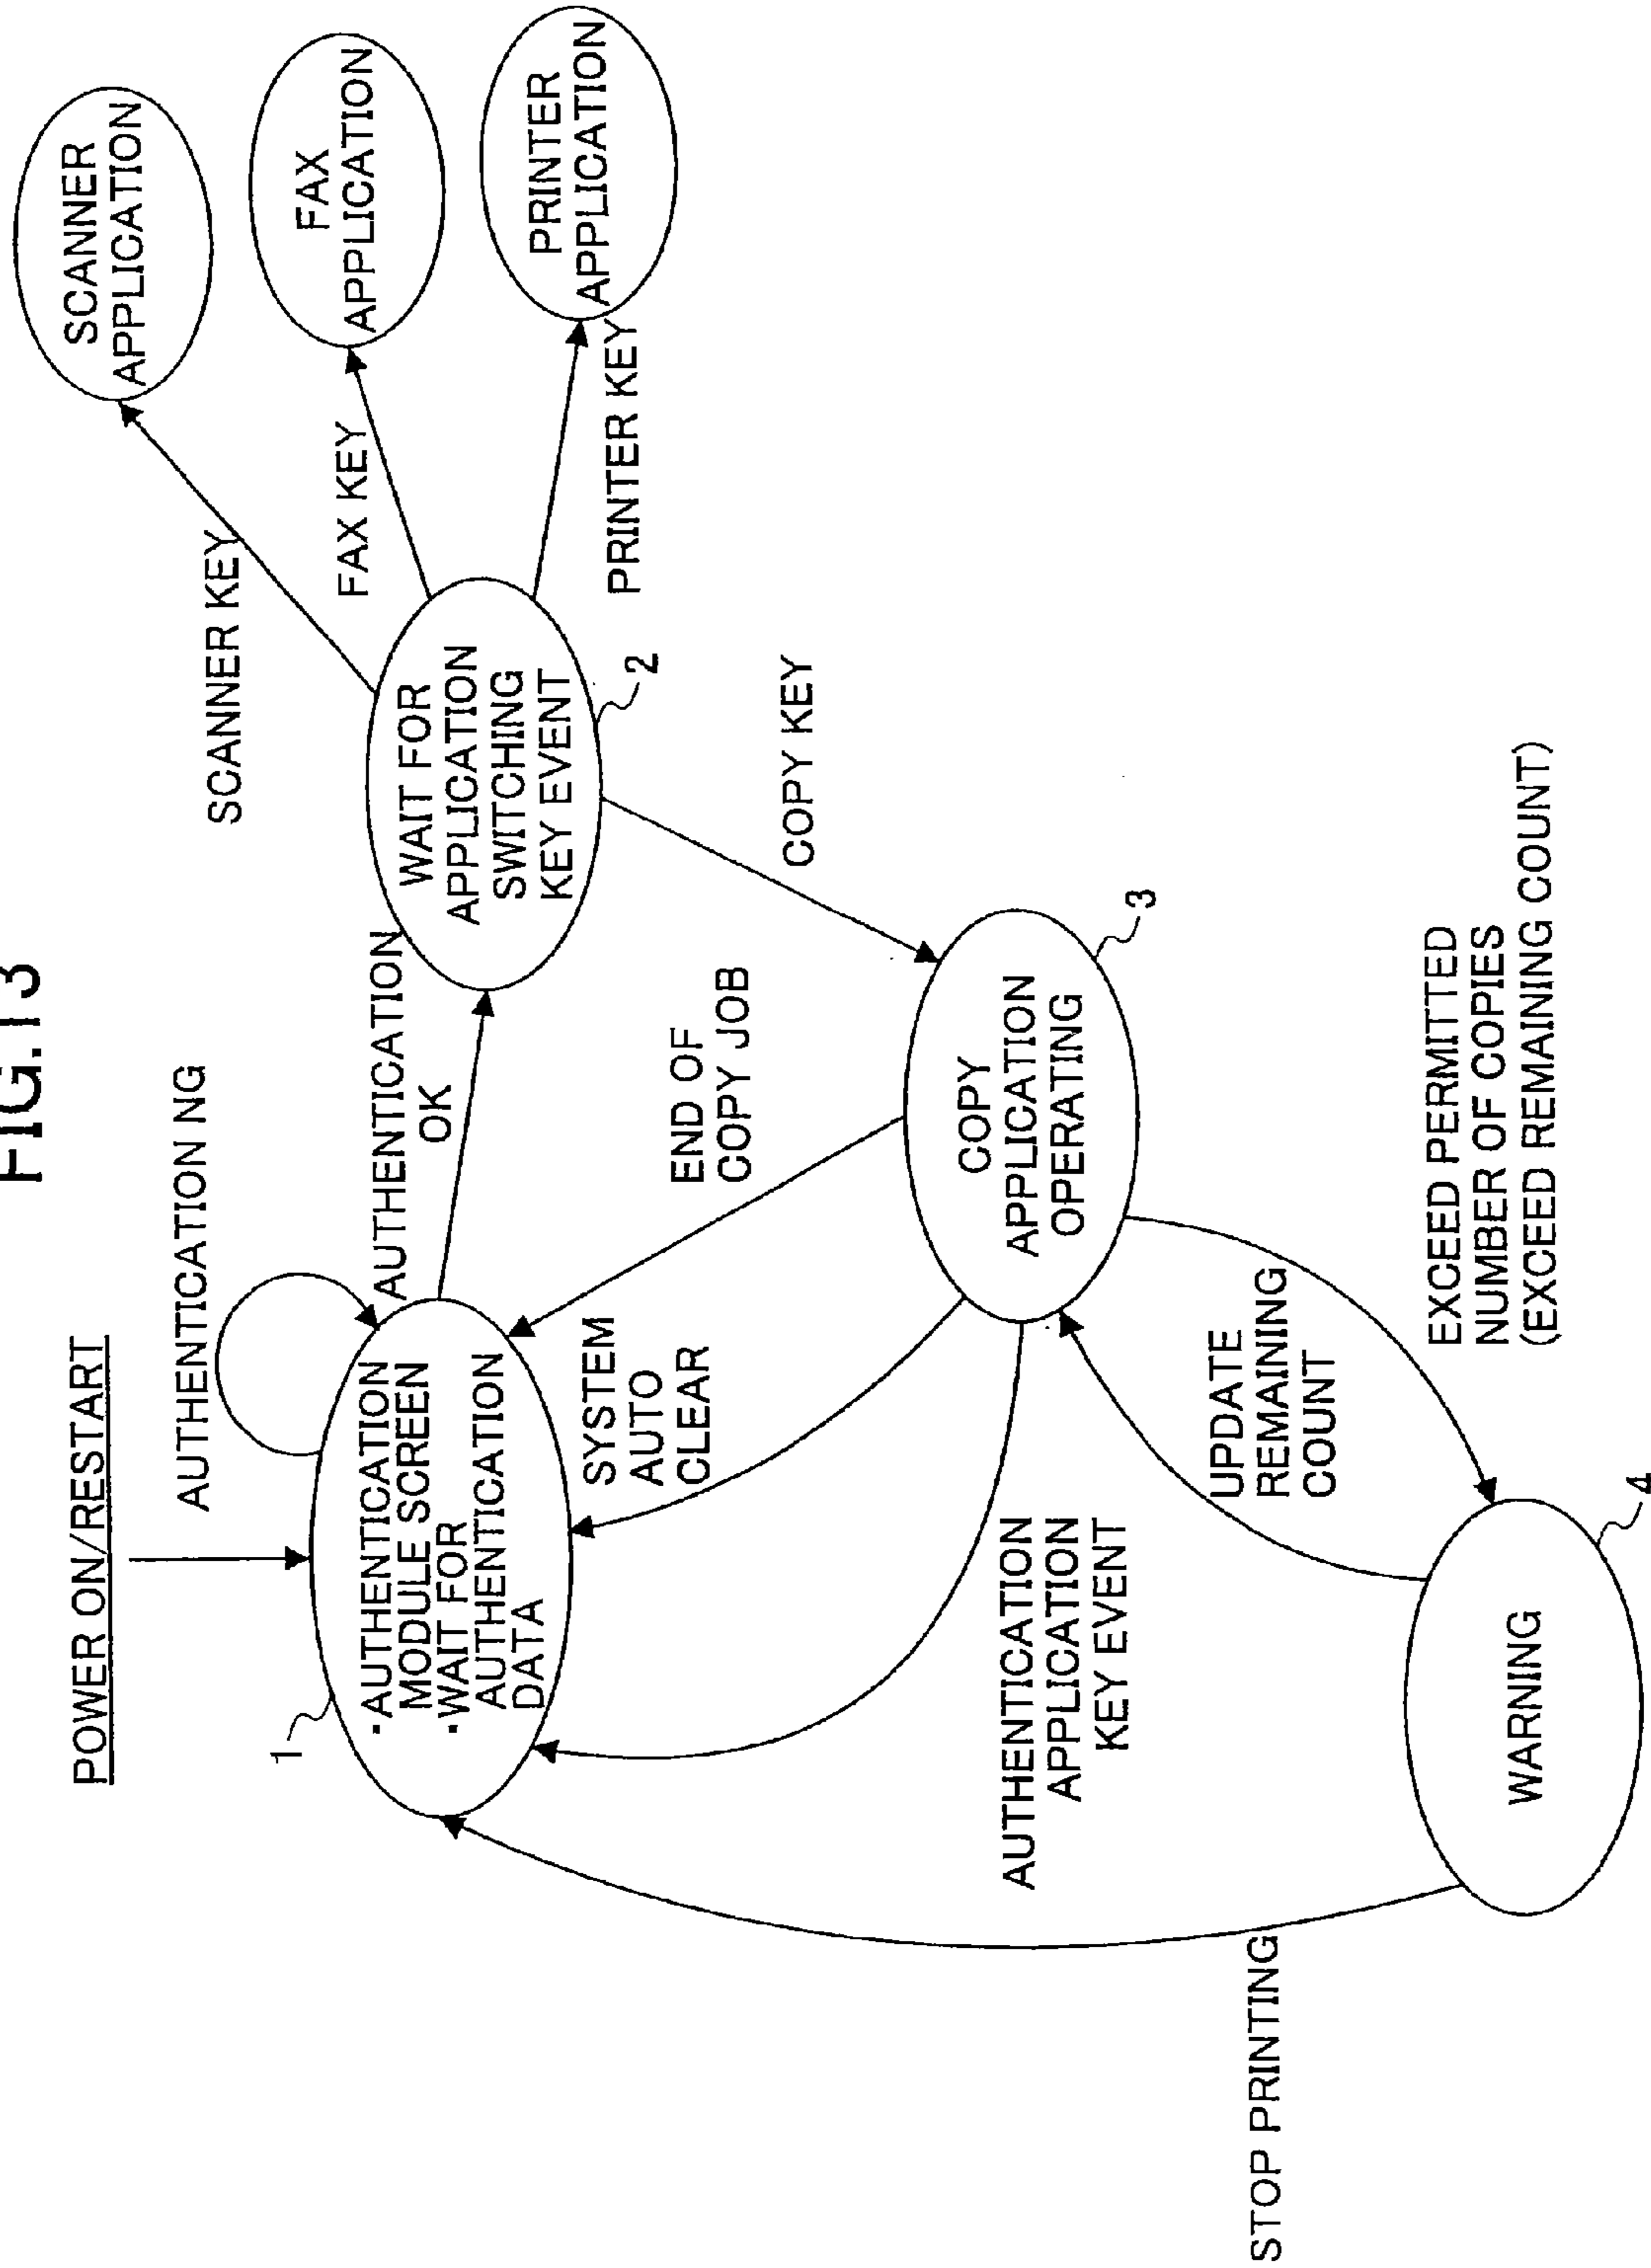 FIG.13
POWER ON/RESTART
AUTHENTICATION NG
1
·AUTHENTICATION
MODULE SCREEN
·WAIT FOR
AUTHENTICATION
DATA
AUTHENTICATION
OK
WAIT FOR
APPLICATION
SWITCHING
KEY EVENT
2
SCANNER KEY
SCANNER
APPLICATION
FAX KEY
FAX
APPLICATION
PRINTER KEY
PRINTER
APPLICATION
COPY KEY
END OF
COPY JOB
SYSTEM
AUTO
CLEAR
COPY
APPLICATION
OPERATING
3
AUTHENTICATION
APPLICATION
KEY EVENT
UPDATE
REMAINING
COUNT
EXCEED PERMITTED
NUMBER OF COPIES
(EXCEED REMAINING COUNT)
STOP PRINTING
WARNING
4